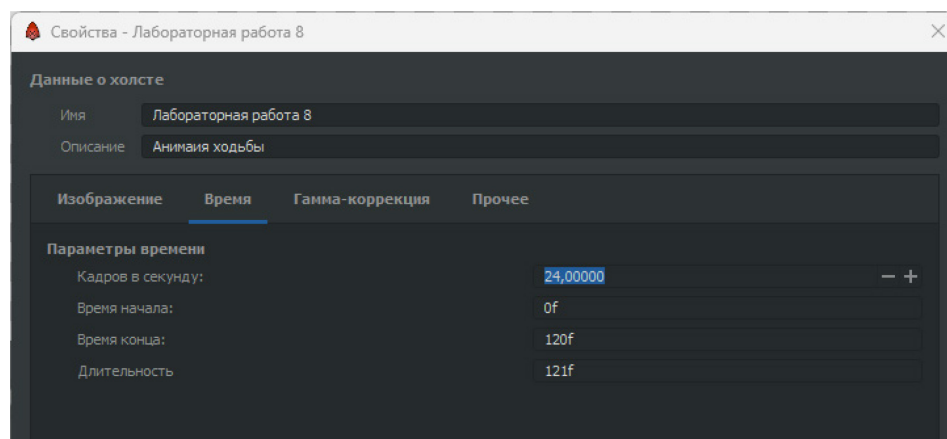 Свойства - Лабораторная работа 8
Данные о холсте
Имя Лабораторная работа 8
Описание Анимаия ходьбы
Изображение Время Гамма-коррекция Прочее
Параметры времени
Кадров в секунду: 24,00000
Время начала: 0f
Время конца: 120f
Длительность 121f